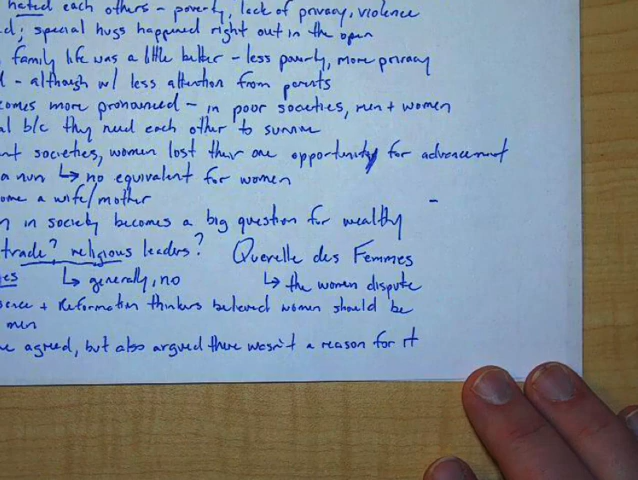 hated each others - poverty, lack of privacy, violence
d; special hugs happened right out in the open
family life was a little better - less poverty, more privacy
d - although w/ less attention from parents
comes more pronounced - in poor societies, men + women
al b/c they need each other to survive
ant societies, women lost their one opportunity for advancement
a nun ↳ no equivalent for women
ome a wife/mother
n in society becomes a big question for wealthy
trade? religious leaders? Querelle des Femmes
es ↳ generally, no ↳ the women dispute
ssence + Reformation thinkers believed women should be
men
e agreed, but also argued there wasn't a reason for it